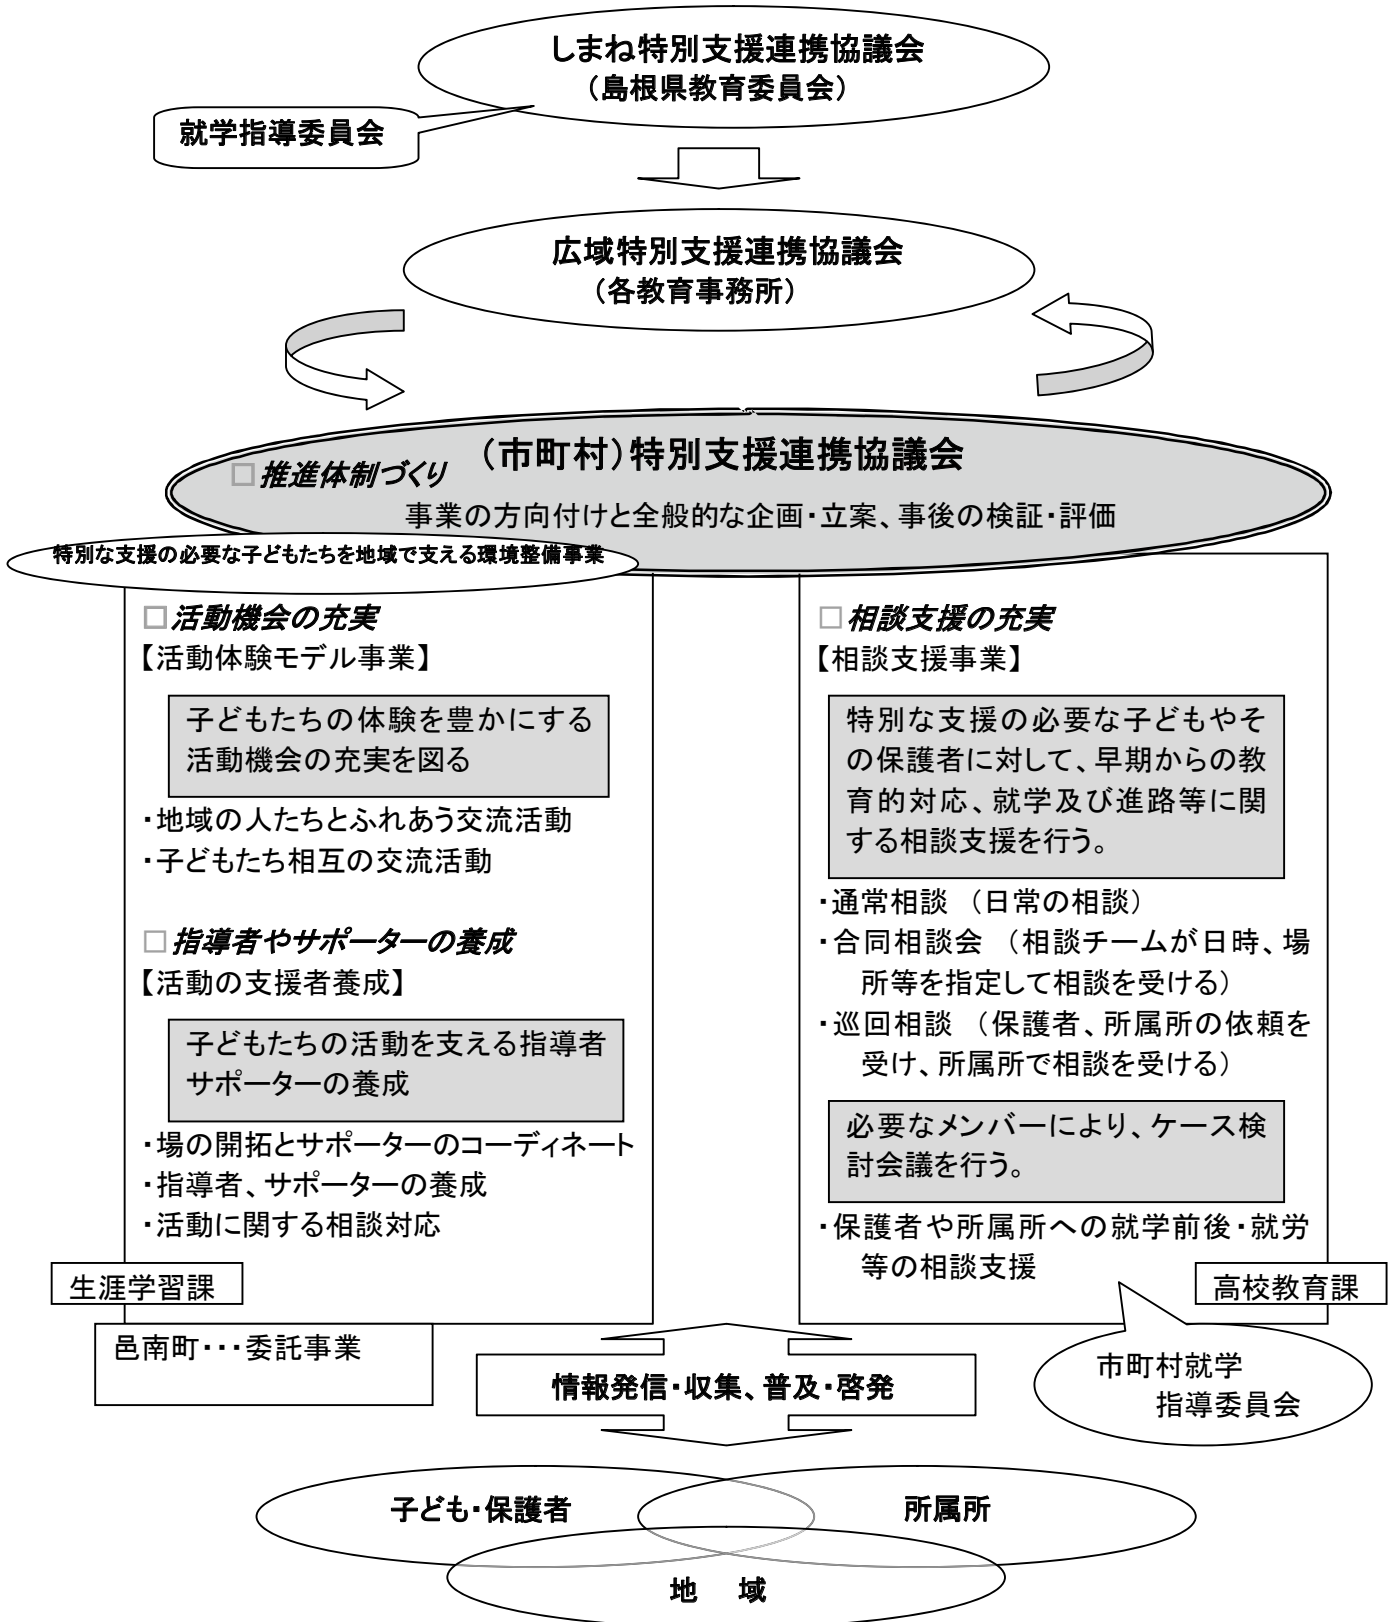 しまね特別支援連携協議会
（島根県教育委員会）
就学指導委員会
広域特別支援連携協議会
（各教育事務所）
（市町村）特別支援連携協議会
□推進体制づくり
事業の方向付けと全般的な企画・立案、事後の検証・評価
特別な支援の必要な子どもたちを地域で支える環境整備事業
□活動機会の充実
【活動体験モデル事業】
子どもたちの体験を豊かにする
活動機会の充実を図る
・地域の人たちとふれあう交流活動
・子どもたち相互の交流活動
□指導者やサポーターの養成
【活動の支援者養成】
子どもたちの活動を支える指導者
サポーターの養成
・場の開拓とサポーターのコーディネート
・指導者、サポーターの養成
・活動に関する相談対応
生涯学習課
邑南町・・・委託事業
□相談支援の充実
【相談支援事業】
特別な支援の必要な子どもやそ
の保護者に対して、早期からの教
育的対応、就学及び進路等に関
する相談支援を行う。
・通常相談　（日常の相談）
・合同相談会　（相談チームが日時、場
所等を指定して相談を受ける）
・巡回相談　（保護者、所属所の依頼を
受け、所属所で相談を受ける）
必要なメンバーにより、ケース検
討会議を行う。
・保護者や所属所への就学前後・就労
等の相談支援
高校教育課
市町村就学
指導委員会
情報発信・収集、普及・啓発
子ども・保護者
所属所
地　域